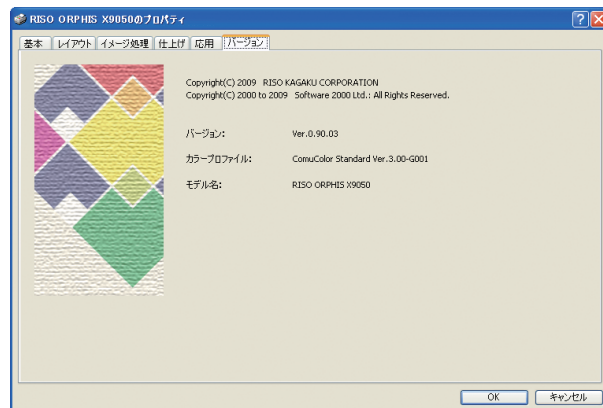 RISO ORPHIS X9050のプロパティ
基本 レイアウト イメージ処理 仕上げ 応用 バージョン
Copyright(C) 2009 RISO KAGAKU CORPORATION
Copyright(C) 2000 to 2009 Software 2000 Ltd.: All Rights Reserved.
バージョン: Ver.0.90.03
カラープロファイル: ComuColor Standard Ver.3.00-G001
モデル名: RISO ORPHIS X9050
OK キャンセル